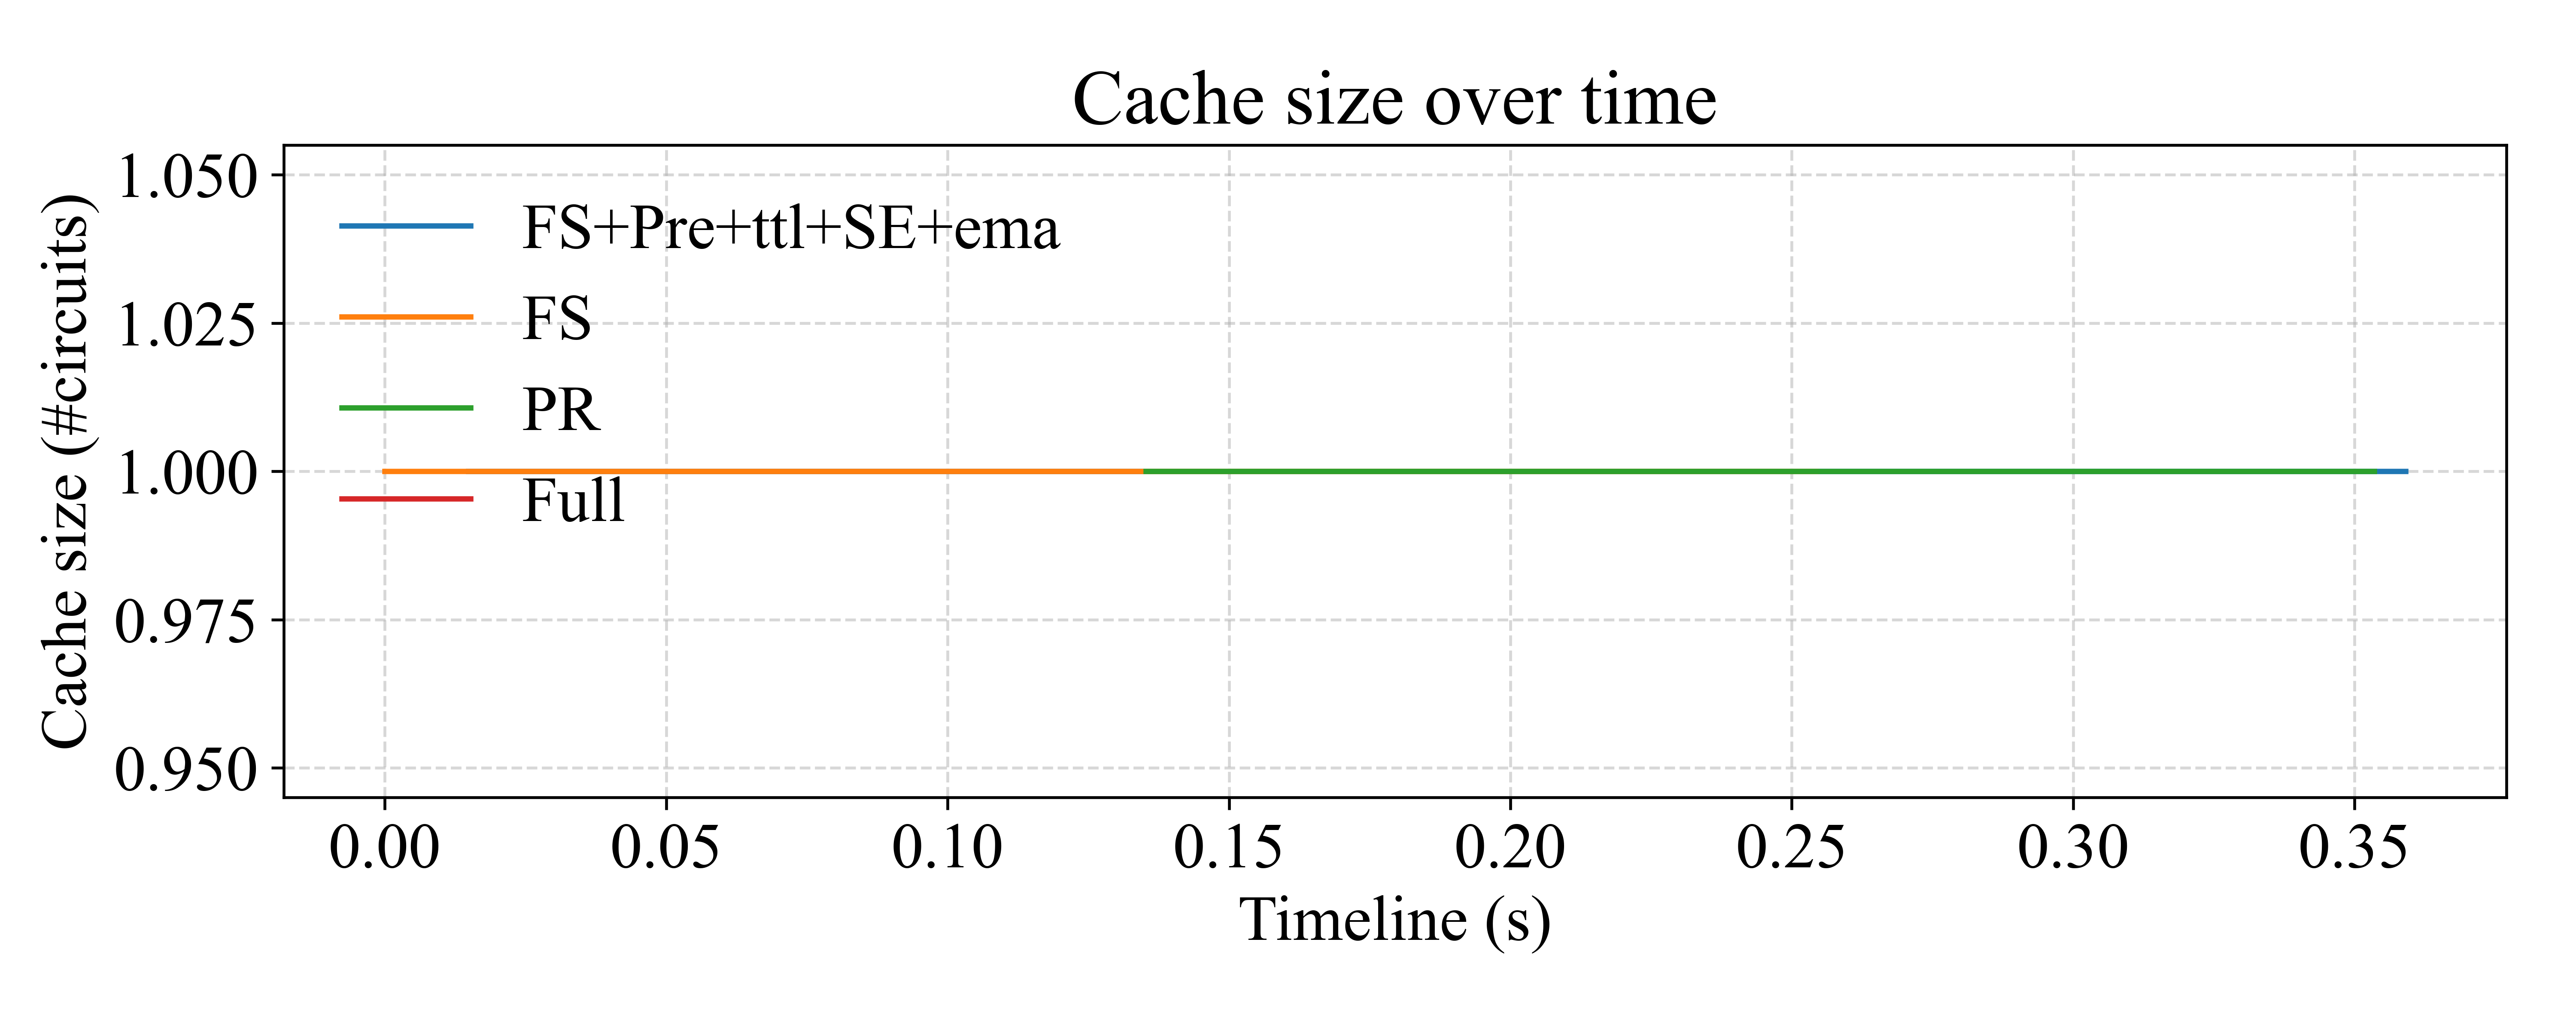 Cache size over time
Cache size (#circuits)
1.050
1.025
1.000
0.975
0.950
FS+Pre+ttl+SE+ema
FS
PR
Full
0.00 0.05 0.10 0.15 0.20 0.25 0.30 0.35
Timeline (s)